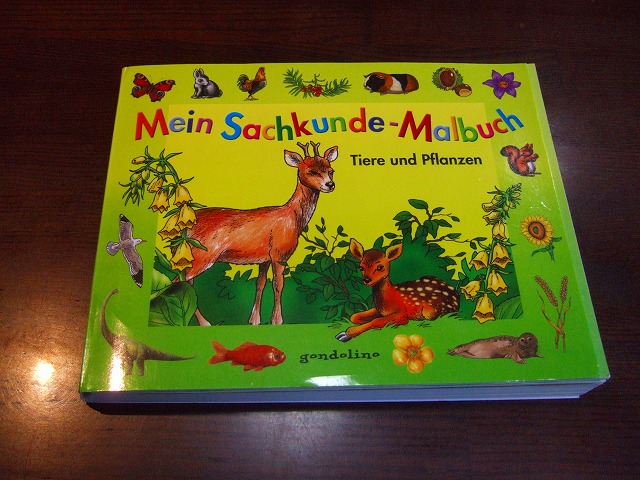 Mein Sachkunde-Malbuch
Tiere und Pflanzen
gondolino